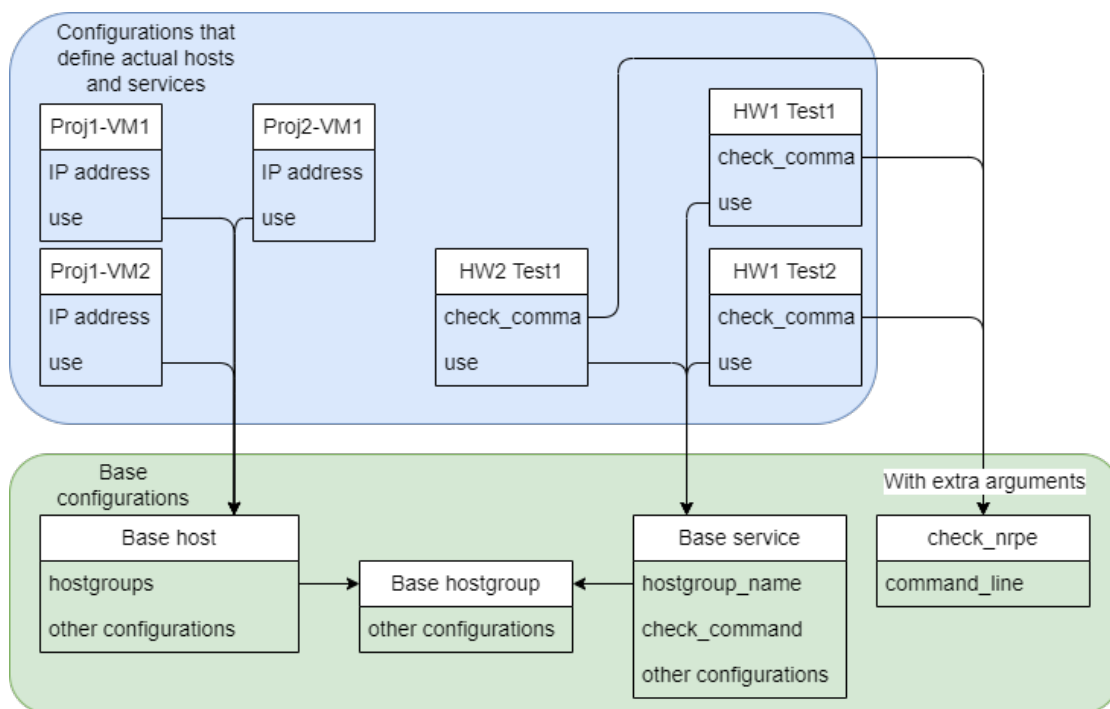 Configurations that
define actual hosts
and services
Proj1-VM1
IP address
use
Proj2-VM1
IP address
use
Proj1-VM2
IP address
use
HW2 Test1
check_comma
use
HW1 Test1
check_comma
use
HW1 Test2
check_comma
use
Base
configurations
With extra arguments
Base host
hostgroups
other configurations
Base hostgroup
other configurations
Base service
hostgroup_name
check_command
other configurations
check_nrpe
command_line